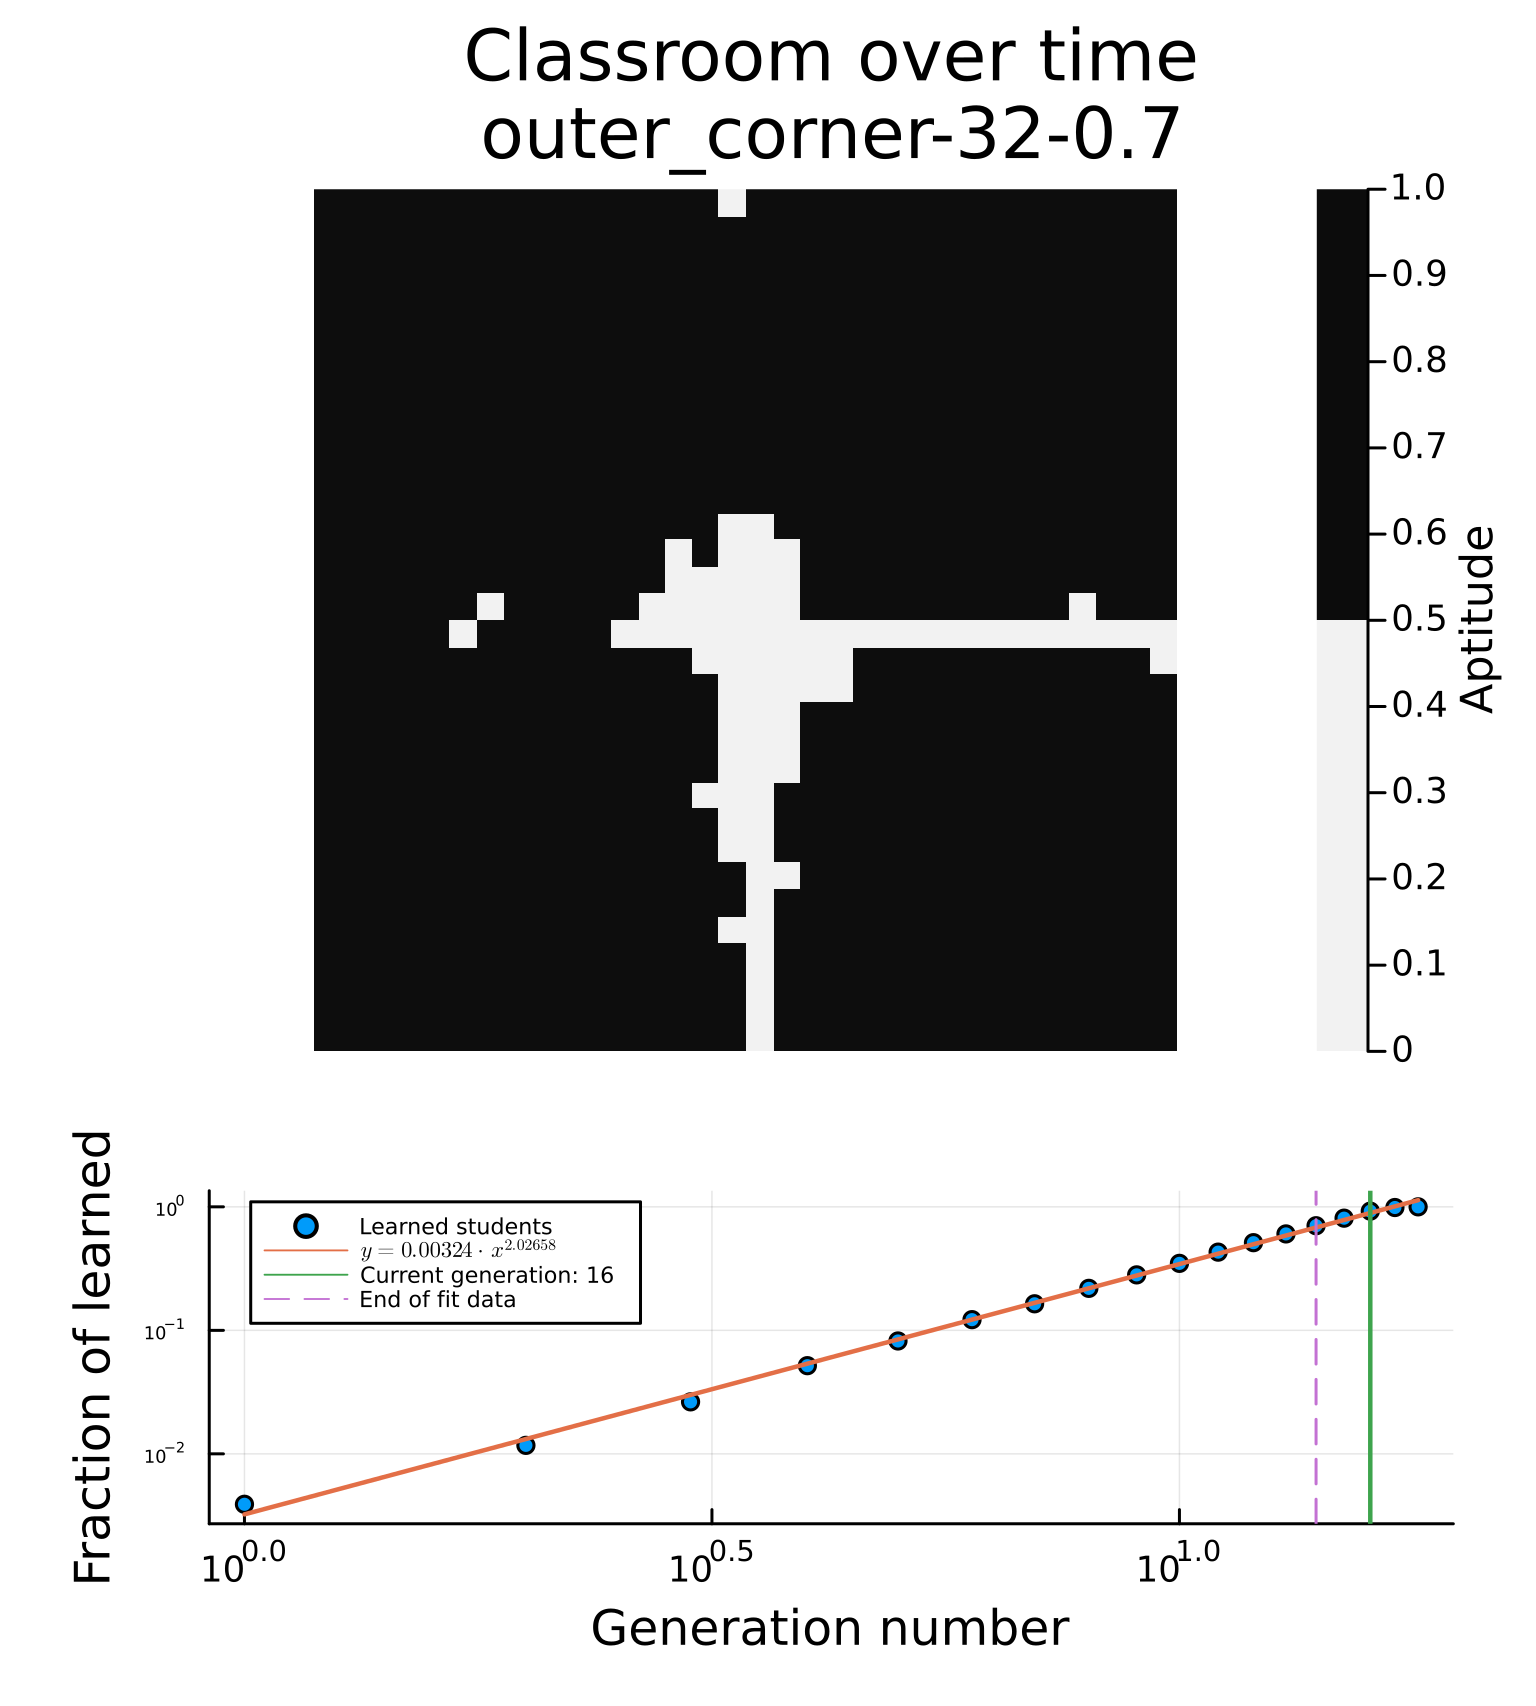 Classroom over time
outer_corner-32-0.7
1.0
0.9
0.8
0.7
0.6
0.5
0.4
0.3
0.2
0.1
0
Aptitude
Fraction of learned
10⁰
10⁻¹
10⁻²
Learned students
y = 0.00324 · x^2.02658
Current generation: 16
End of fit data
10^0.0
10^0.5
10^1.0
Generation number